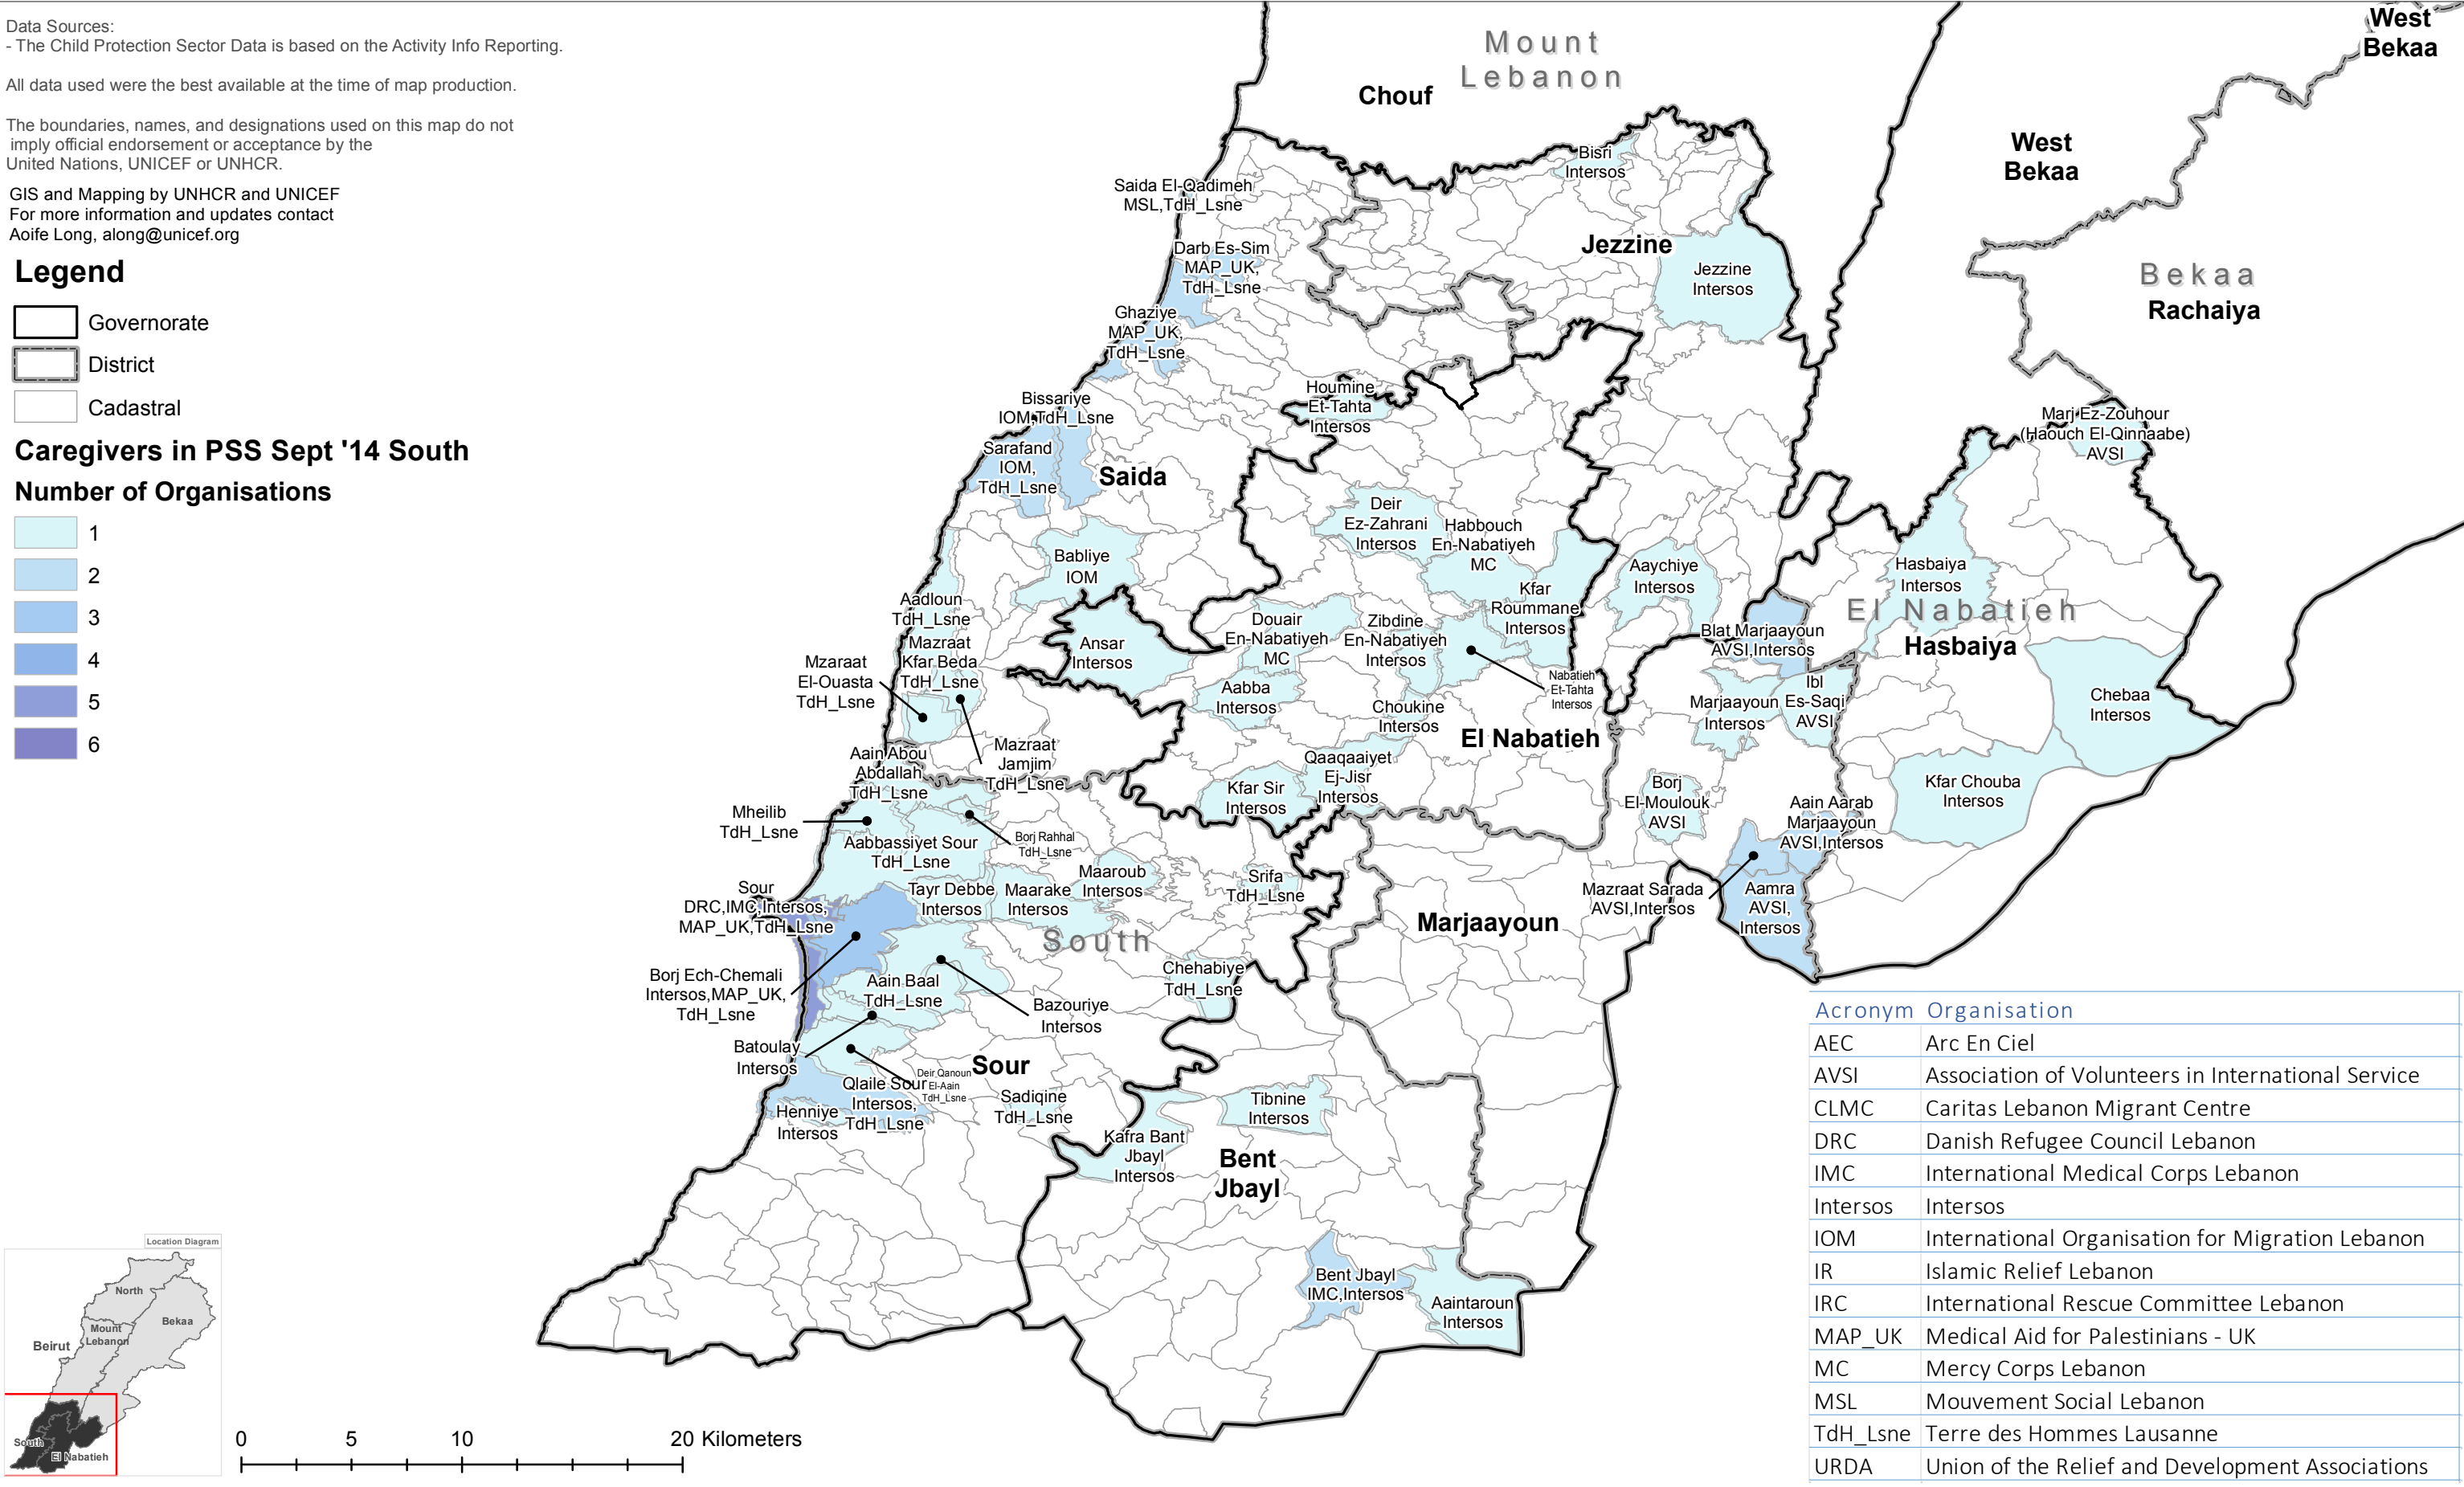 Data Sources:
- The Child Protection Sector Data is based on the Activity Info Reporting.
All data used were the best available at the time of map production.
The boundaries, names, and designations used on this map do not
imply official endorsement or acceptance by the
United Nations, UNICEF or UNHCR.
GIS and Mapping by UNHCR and UNICEF
For more information and updates contact
Aoife Long, along@unicef.org
Legend
Governorate
District
Cadastral
Caregivers in PSS Sept '14 South
Number of Organisations
1
2
3
4
5
6
Mount
Lebanon
Chouf
West
Bekaa
West
Bekaa
Bekaa
Rachaiya
Bisri
Intersos
Saida El-Qadimeh
MSL,TdH_Lsne
Darb Es-Sim
MAP_UK,
TdH_Lsne
Jezzine
Jezzine
Intersos
Ghaziye
MAP_UK,
TdH_Lsne
Houmine
Et-Tahta
Intersos
Bissariye
IOM,TdH_Lsne
Sarafand
IOM,
TdH_Lsne
Saida
Marj Ez-Zouhour
(Haouch El-Qinnaabe)
AVSI
Deir
Ez-Zahrani
Intersos
Habbouch
En-Nabatiyeh
MC
Babliye
IOM
Kfar
Roummane
Intersos
Aaychiye
Intersos
Hasbaiya
Intersos
El Nabatieh
Hasbaiya
Aadloun
TdH_Lsne
Mazraat
Kfar Beda
TdH_Lsne
Mzaraat
El-Ouasta
TdH_Lsne
Ansar
Intersos
Douair
En-Nabatiyeh
MC
Zibdine
En-Nabatiyeh
Intersos
Blat Marjaayoun
AVSI,Intersos
Nabatieh
Et-Tahta
Intersos
Aabba
Intersos
Choukine
Intersos
Marjaayoun
Intersos
Ibl
Es-Saqi
AVSI
Chebaa
Intersos
El Nabatieh
Mazraat
Jamjim
TdH_Lsne
Aain Abou
Abdallah
TdH_Lsne
Qaaqaaiyet
Ej-Jisr
Intersos
Kfar Sir
Intersos
Borj
El-Moulouk
AVSI
Kfar Chouba
Intersos
Aain Aarab
Marjaayoun
AVSI,Intersos
Mheilib
TdH_Lsne
Borj Rahhal
TdH_Lsne
Aabbassiyet Sour
TdH_Lsne
Maaroub
Intersos
Srifa
TdH_Lsne
Sour
DRC,IMC,Intersos,
MAP_UK,TdH_Lsne
Tayr Debbe
Intersos
Maarake
Intersos
Mazraat Sarada
AVSI,Intersos
Aamra
AVSI,
Intersos
South
Marjaayoun
Borj Ech-Chemali
Intersos,MAP_UK,
TdH_Lsne
Aain Baal
TdH_Lsne
Chehabiye
TdH_Lsne
Bazouriye
Intersos
Batoulay
Intersos
Sour
Deir Qanoun
El-Aain
TdH_Lsne
Qlaile Sour
Intersos,
TdH_Lsne
Henniye
Intersos
Sadiqine
TdH_Lsne
Tibnine
Intersos
Kafra Bant
Jbayl
Intersos
Bent
Jbayl
Bent Jbayl
IMC,Intersos
Aaintaroun
Intersos
Acronym Organisation
AEC Arc En Ciel
AVSI Association of Volunteers in International Service
CLMC Caritas Lebanon Migrant Centre
DRC Danish Refugee Council Lebanon
IMC International Medical Corps Lebanon
Intersos Intersos
IOM International Organisation for Migration Lebanon
IR Islamic Relief Lebanon
IRC International Rescue Committee Lebanon
MAP_UK Medical Aid for Palestinians - UK
MC Mercy Corps Lebanon
MSL Mouvement Social Lebanon
TdH_Lsne Terre des Hommes Lausanne
URDA Union of the Relief and Development Associations
Location Diagram
North
Bekaa
Mount
Lebanon
Beirut
South
El Nabatieh
0 5 10 20 Kilometers